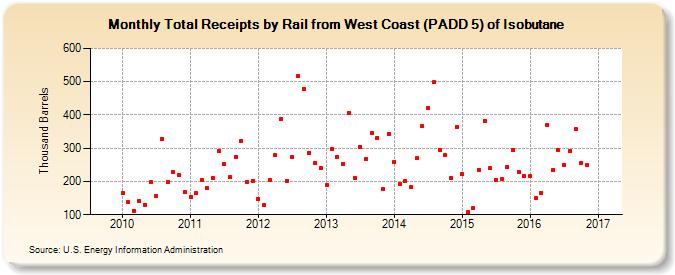 Monthly Total Receipts by Rail from West Coast (PADD 5) of Isobutane
Thousand Barrels
600
500
400
300
200
100
2010 2011 2012 2013 2014 2015 2016 2017
Source: U.S. Energy Information Administration